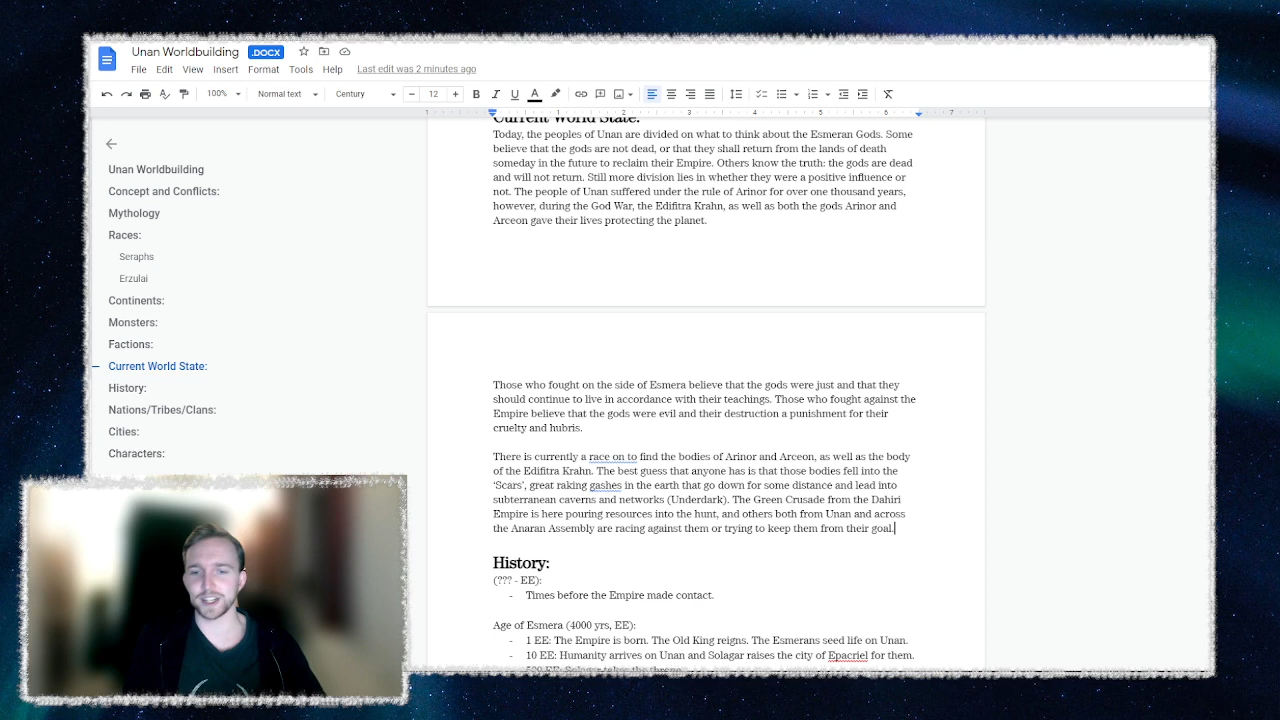 Unan Worldbuilding .DOCX
File Edit View Insert Format Tools Help Last edit was 2 minutes ago
100% Normal text Century 12 B I U A
1 1 2 3 4 5 6 7
Unan Worldbuilding
Concept and Conflicts:
Mythology
Races:
Seraphs
Erzulai
Continents:
Monsters:
Factions:
Current World State:
History:
Nations/Tribes/Clans:
Cities:
Characters:
Current World State:
Today, the peoples of Unan are divided on what to think about the Esmeran Gods. Some
believe that the gods are not dead, or that they shall return from the lands of death
someday in the future to reclaim their Empire. Others know the truth: the gods are dead
and will not return. Still more division lies in whether they were a positive influence or
not. The people of Unan suffered under the rule of Arinor for over one thousand years,
however, during the God War, the Edifitra Krahn, as well as both the gods Arinor and
Arceon gave their lives protecting the planet.
Those who fought on the side of Esmera believe that the gods were just and that they
should continue to live in accordance with their teachings. Those who fought against the
Empire believe that the gods were evil and their destruction a punishment for their
cruelty and hubris.
There is currently a race on to find the bodies of Arinor and Arceon, as well as the body
of the Edifitra Krahn. The best guess that anyone has is that those bodies fell into the
‘Scars’, great raking gashes in the earth that go down for some distance and lead into
subterranean caverns and networks (Underdark). The Green Crusade from the Dahiri
Empire is here pouring resources into the hunt, and others both from Unan and across
the Anaran Assembly are racing against them or trying to keep them from their goal.
History:
(??? - EE):
- Times before the Empire made contact.
Age of Esmera (4000 yrs, EE):
- 1 EE: The Empire is born. The Old King reigns. The Esmerans seed life on Unan.
- 10 EE: Humanity arrives on Unan and Solagar raises the city of Epacriel for them.
- 500 EE: Solagar takes the throne.